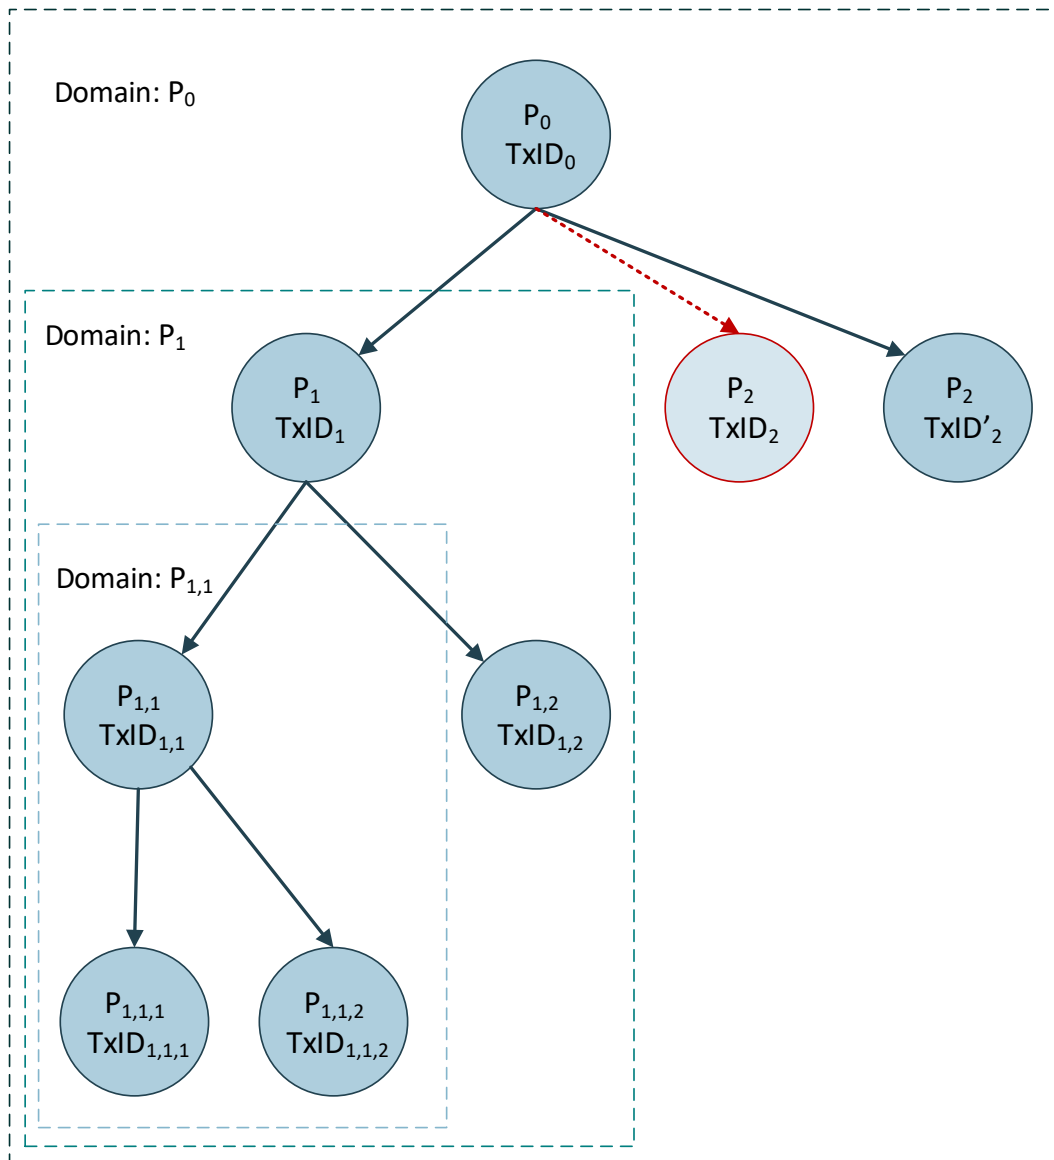 Domain: P₀
P₀
TxID₀
Domain: P₁
P₁
TxID₁
P₂
TxID₂
P₂
TxID’₂
Domain: P₁,₁
P₁,₁
TxID₁,₁
P₁,₂
TxID₁,₂
P₁,₁,₁
TxID₁,₁,₁
P₁,₁,₂
TxID₁,₁,₂